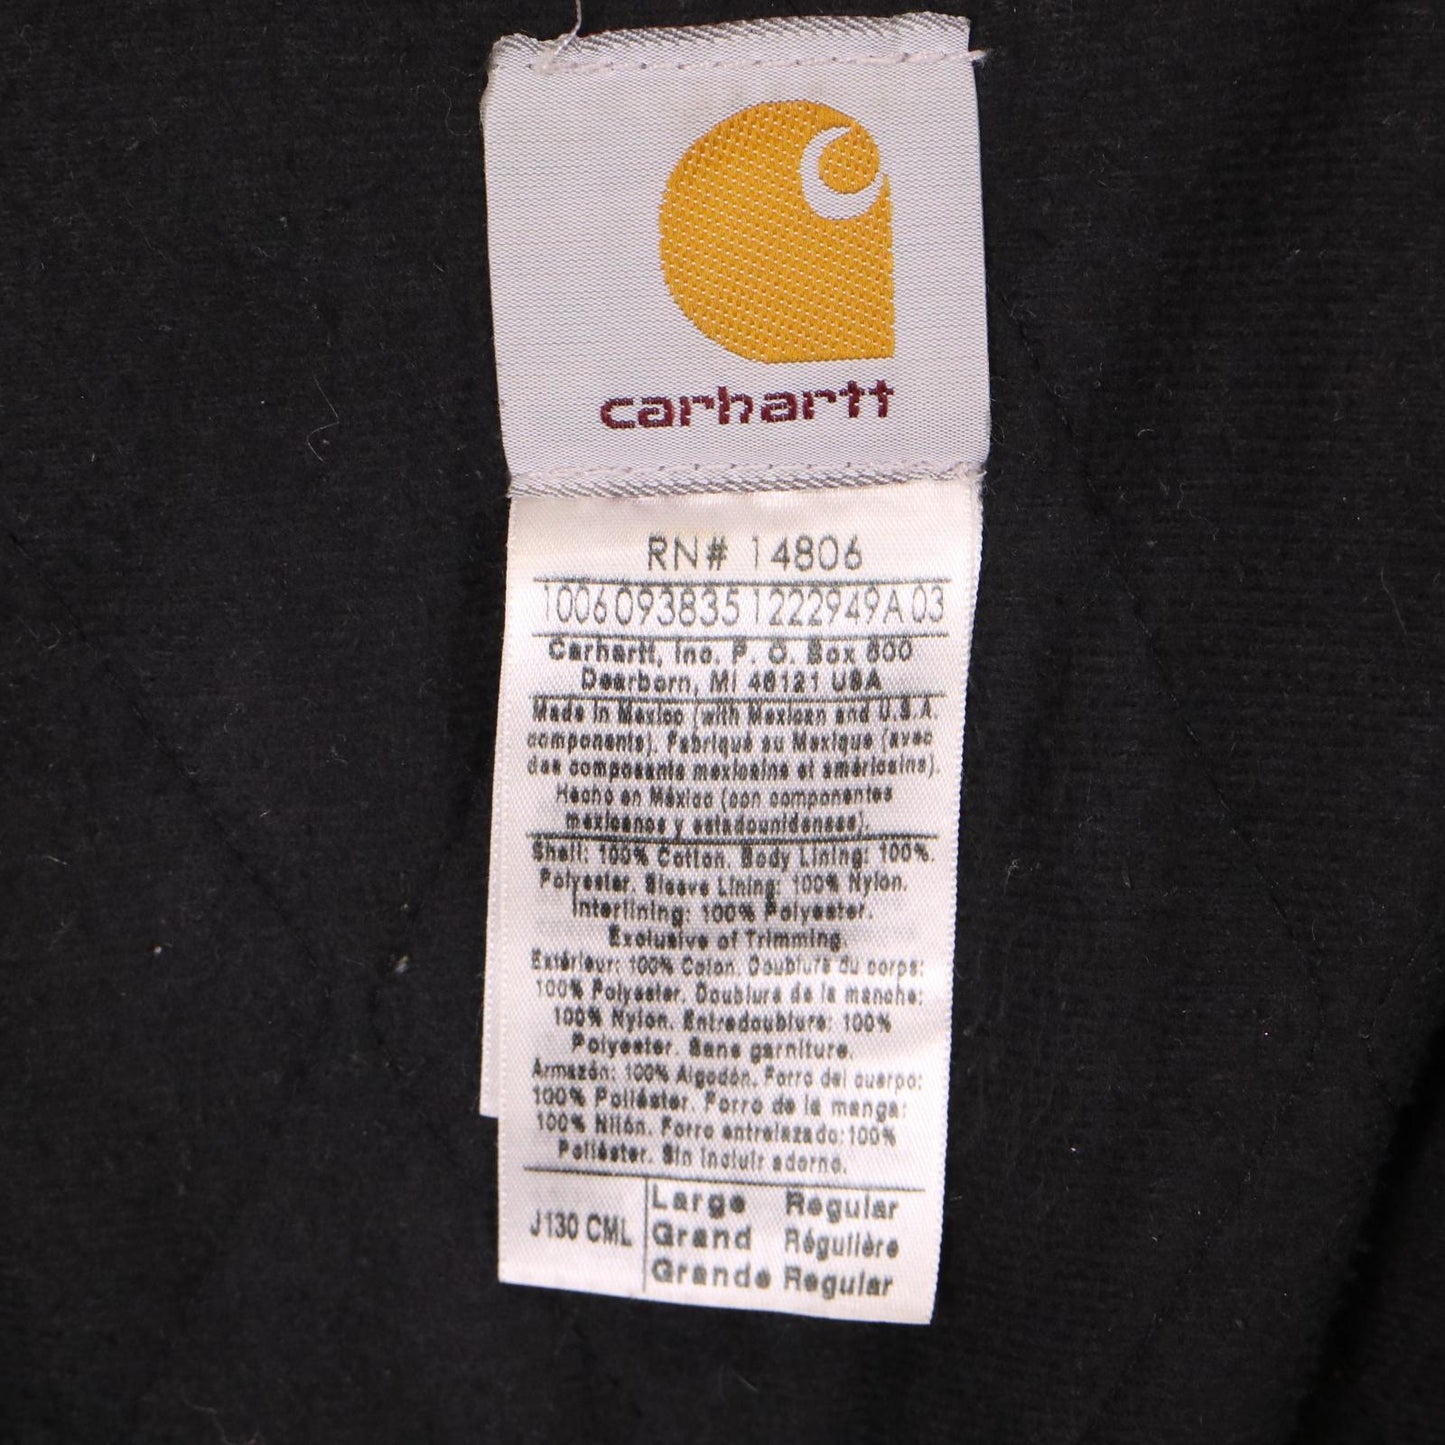 carhartt
RN# 14806
1006093835 1222949A 03
Carhartt, Inc. P. O. Box 600
Dearborn, MI 48121 USA
Made in Mexico (with Mexican and U.S.A.
components). Fabriqué au Mexique (avec
des composants mexicains et américains).
Hecho en México (con componentes
mexicanos y estadounidenses).
Shell: 100% Cotton. Body Lining: 100%.
Polyester. Sleeve Lining: 100% Nylon.
Interlining: 100% Polyester.
Exclusive of Trimming.
Extérieur: 100% Coton. Doublure du corps:
100% Polyester. Doublure de la manche:
100% Nylon. Entredoublure: 100%
Polyester. Sans garniture.
Armazón: 100% Algodón. Forro del cuerpo:
100% Poliéster. Forro de la manga:
100% Nilón. Forro entrelazado: 100%
Poliéster. Sin incluir adorno.
J130 CML
Large Regular
Grand Régulière
Grande Regular